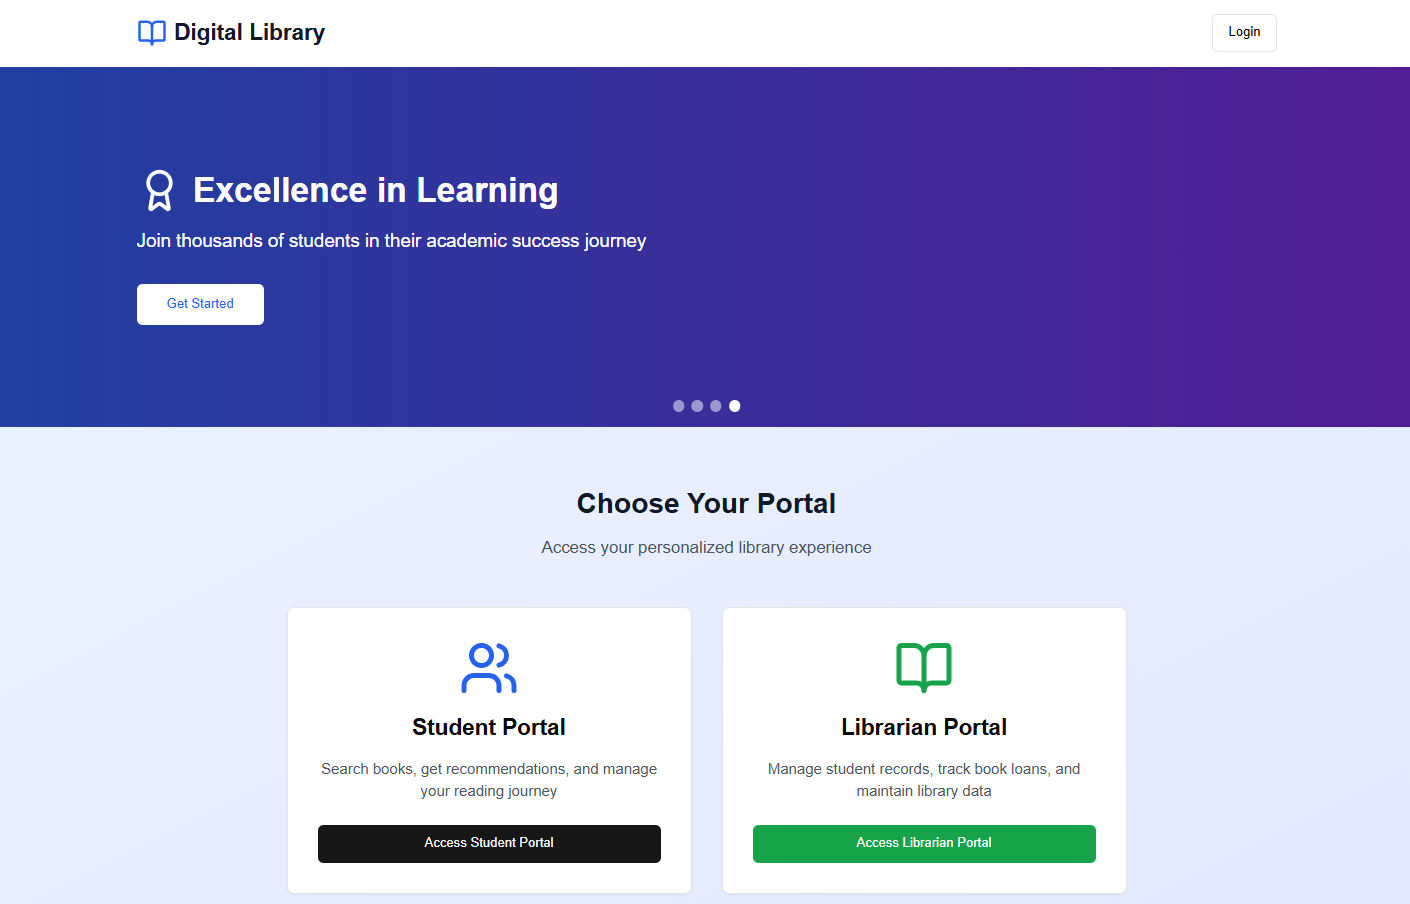 Digital Library
Login
Excellence in Learning
Join thousands of students in their academic success journey
Get Started
Choose Your Portal
Access your personalized library experience
Student Portal
Search books, get recommendations, and manage
your reading journey
Access Student Portal
Librarian Portal
Manage student records, track book loans, and
maintain library data
Access Librarian Portal